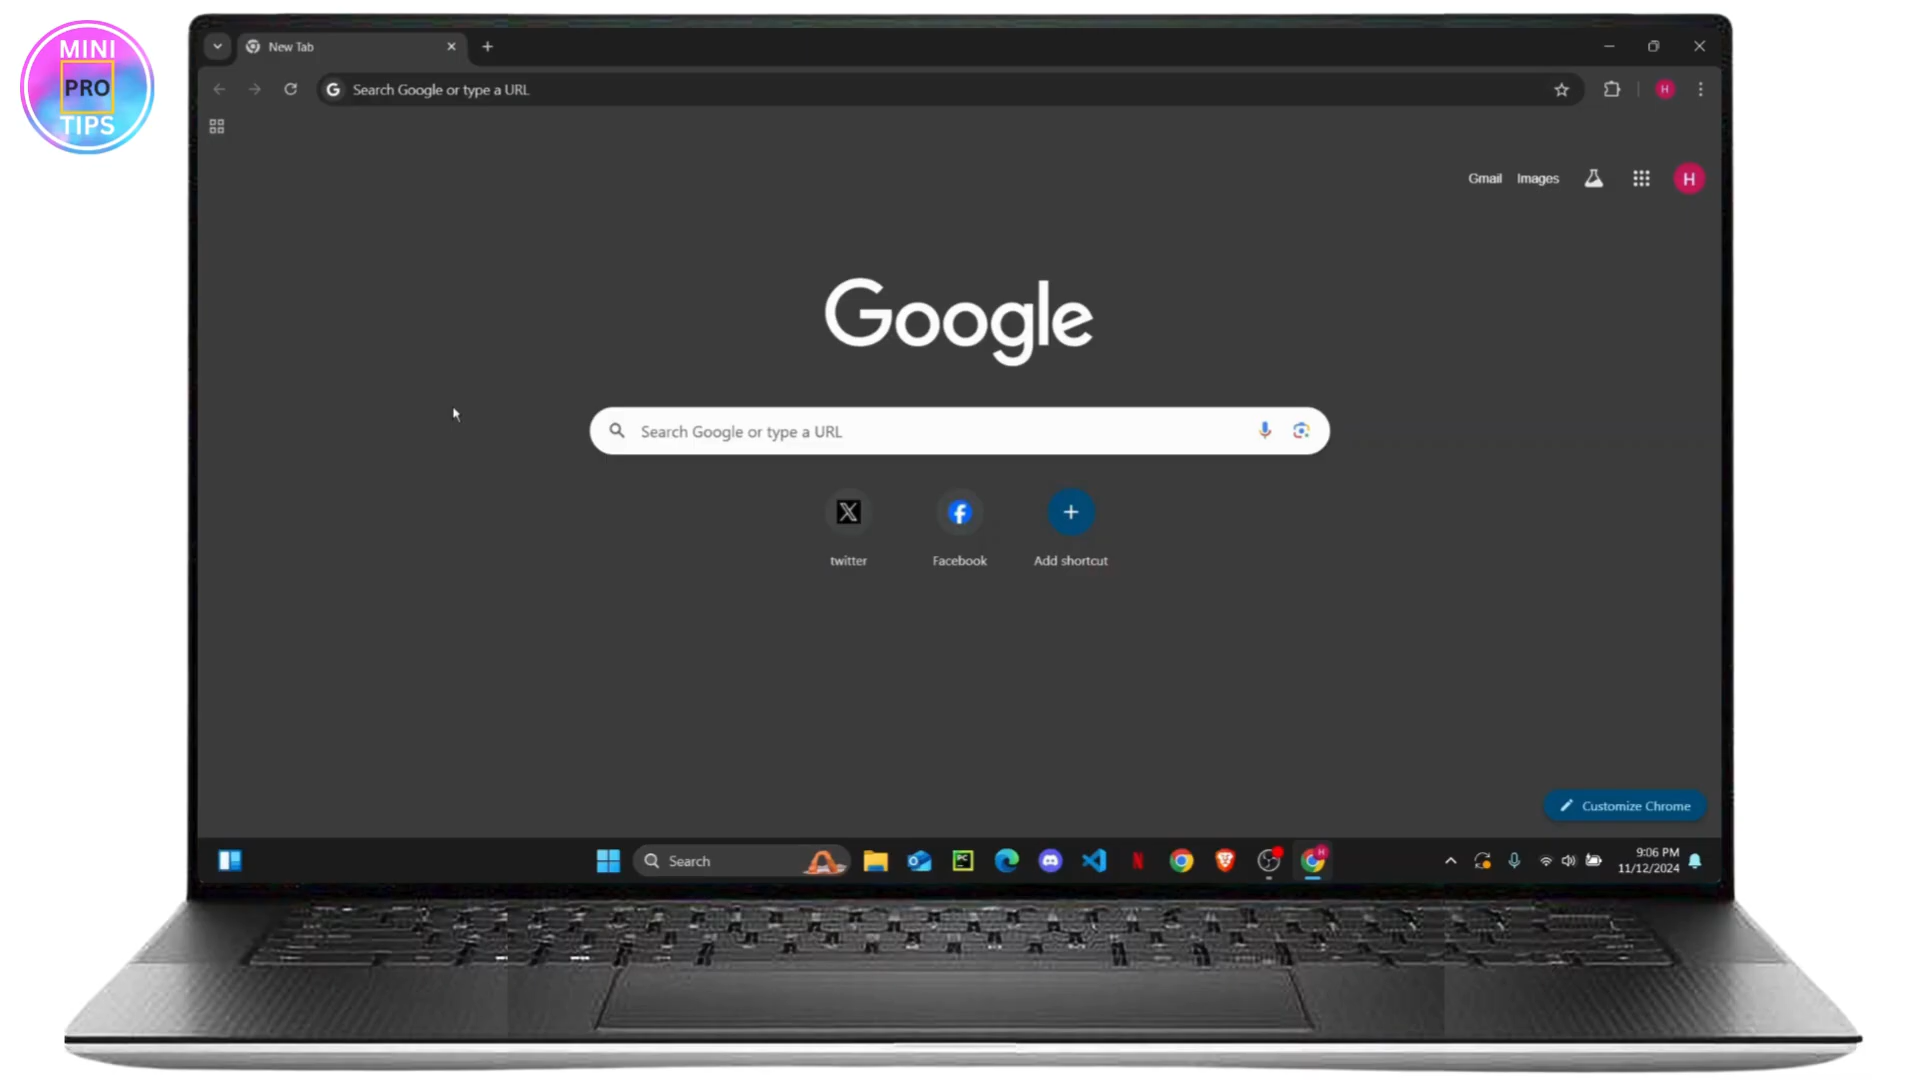 MINI
PRO
TIPS
New Tab
Search Google or type a URL
H
Gmail
Images
H
Google
Search Google or type a URL
twitter
Facebook
Add shortcut
Customize Chrome
Search
PC
H
9:06 PM
11/12/2024